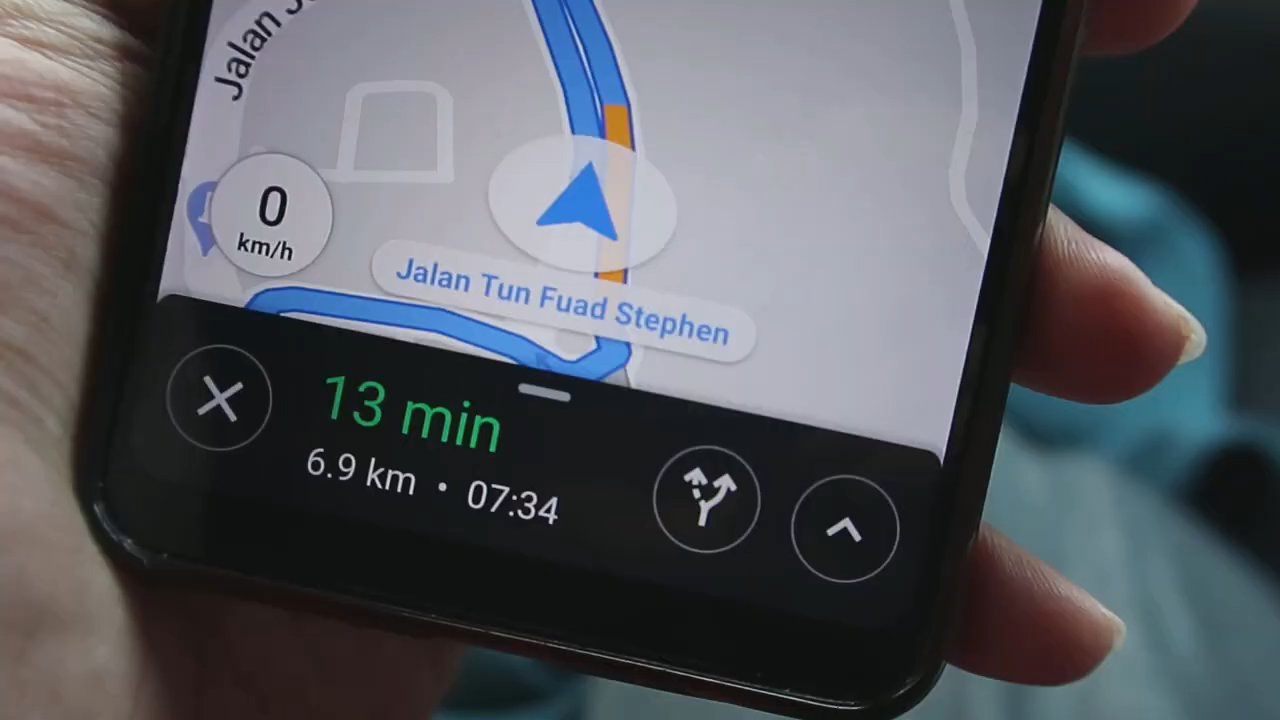 Jalan
0
km/h
Jalan Tun Fuad Stephen
13 min
6.9 km • 07:34